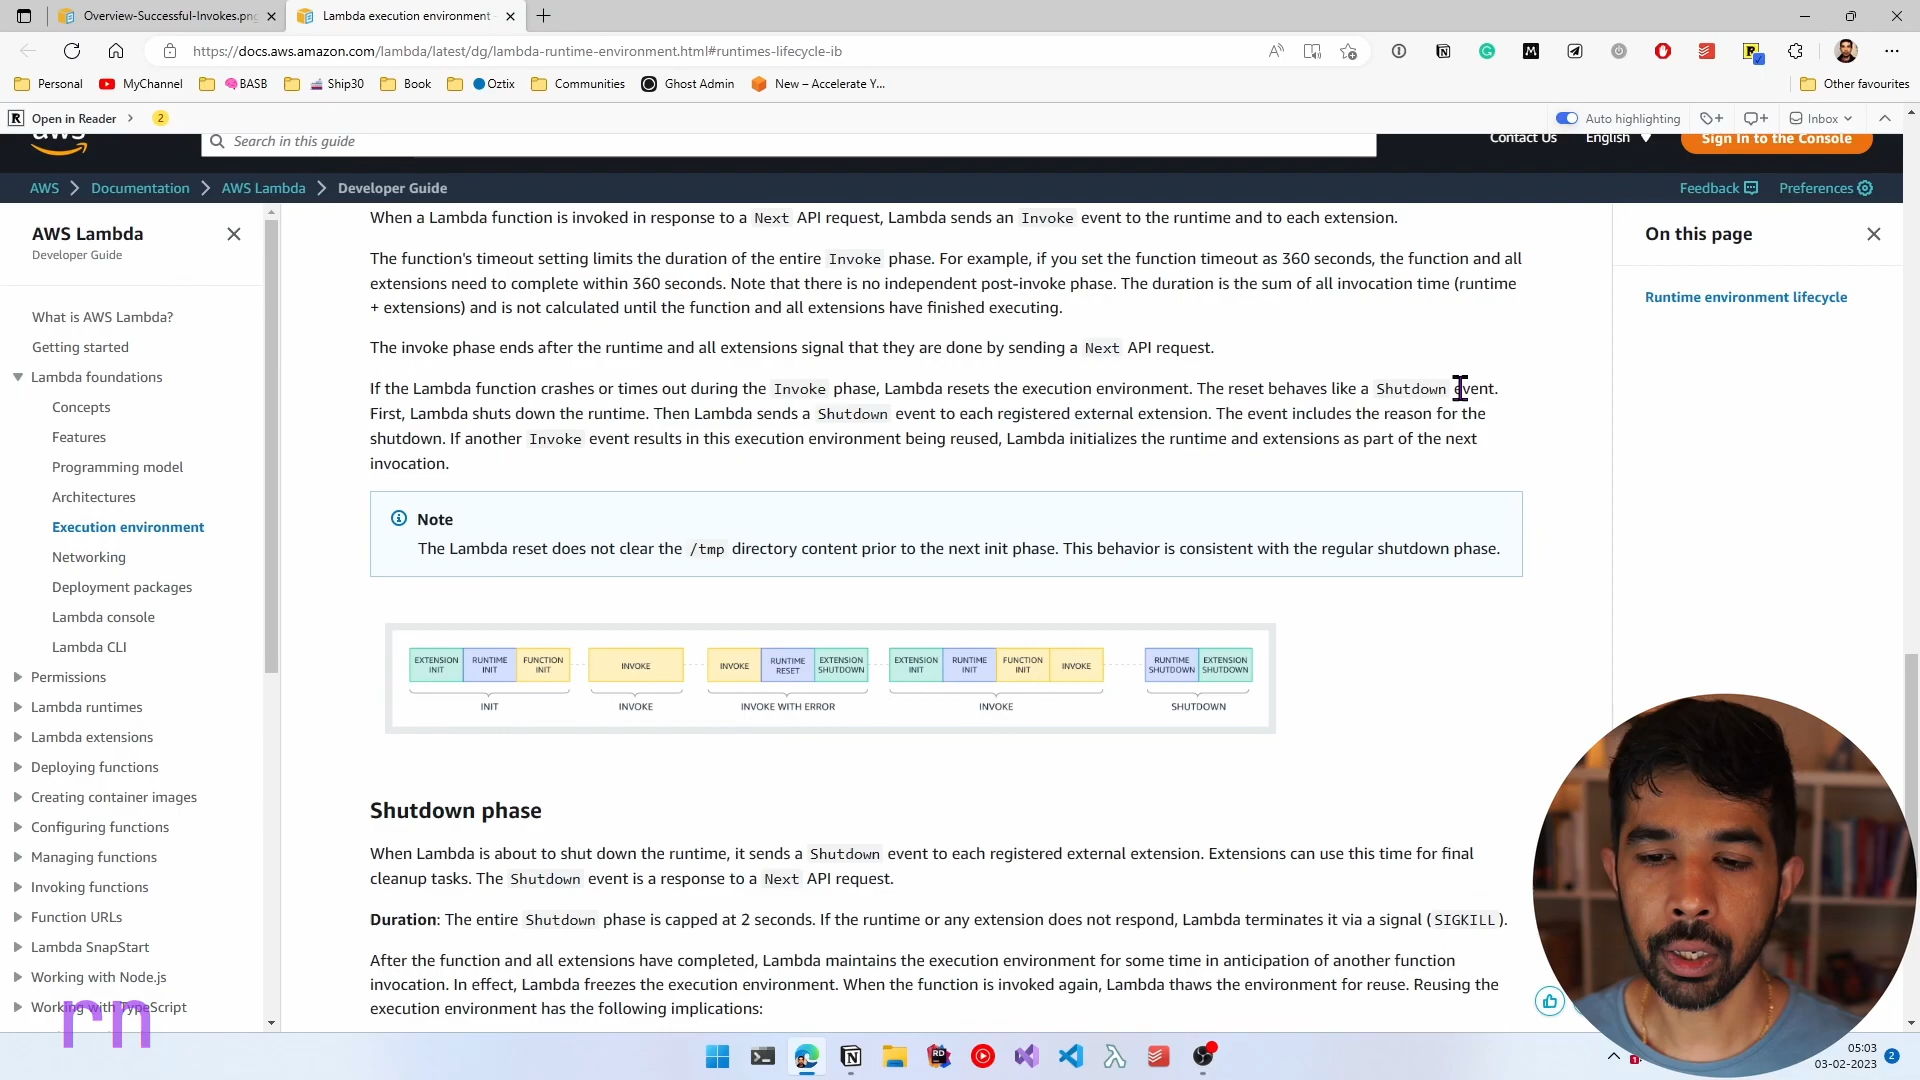 Overview-Successful-Invokes.png
Lambda execution environment
https://docs.aws.amazon.com/lambda/latest/dg/lambda-runtime-environment.html#runtimes-lifecycle-ib
Personal MyChannel BASB Ship30 Book Oztix Communities Ghost Admin New – Accelerate Y... Other favourites
Open in Reader 2 Auto highlighting Inbox
aws Search in this guide Contact Us English Sign In to the Console
AWS Documentation AWS Lambda Developer Guide Feedback Preferences
AWS Lambda
Developer Guide
What is AWS Lambda?
Getting started
Lambda foundations
Concepts
Features
Programming model
Architectures
Execution environment
Networking
Deployment packages
Lambda console
Lambda CLI
Permissions
Lambda runtimes
Lambda extensions
Deploying functions
Creating container images
Configuring functions
Managing functions
Invoking functions
Function URLs
Lambda SnapStart
Working with Node.js
Working with TypeScript
rn
When a Lambda function is invoked in response to a Next API request, Lambda sends an Invoke event to the runtime and to each extension.
The function's timeout setting limits the duration of the entire Invoke phase. For example, if you set the function timeout as 360 seconds, the function and all
extensions need to complete within 360 seconds. Note that there is no independent post-invoke phase. The duration is the sum of all invocation time (runtime
+ extensions) and is not calculated until the function and all extensions have finished executing.
The invoke phase ends after the runtime and all extensions signal that they are done by sending a Next API request.
If the Lambda function crashes or times out during the Invoke phase, Lambda resets the execution environment. The reset behaves like a Shutdown event.
First, Lambda shuts down the runtime. Then Lambda sends a Shutdown event to each registered external extension. The event includes the reason for the
shutdown. If another Invoke event results in this execution environment being reused, Lambda initializes the runtime and extensions as part of the next
invocation.
Note
The Lambda reset does not clear the /tmp directory content prior to the next init phase. This behavior is consistent with the regular shutdown phase.
EXTENSION INIT RUNTIME INIT FUNCTION INIT INVOKE INVOKE RUNTIME RESET EXTENSION SHUTDOWN EXTENSION INIT RUNTIME INIT FUNCTION INIT INVOKE RUNTIME SHUTDOWN EXTENSION SHUTDOWN
INIT INVOKE INVOKE WITH ERROR INVOKE SHUTDOWN
Shutdown phase
When Lambda is about to shut down the runtime, it sends a Shutdown event to each registered external extension. Extensions can use this time for final
cleanup tasks. The Shutdown event is a response to a Next API request.
Duration: The entire Shutdown phase is capped at 2 seconds. If the runtime or any extension does not respond, Lambda terminates it via a signal (SIGKILL).
After the function and all extensions have completed, Lambda maintains the execution environment for some time in anticipation of another function
invocation. In effect, Lambda freezes the execution environment. When the function is invoked again, Lambda thaws the environment for reuse. Reusing the
execution environment has the following implications:
On this page
Runtime environment lifecycle
05:03
03-02-2023
2